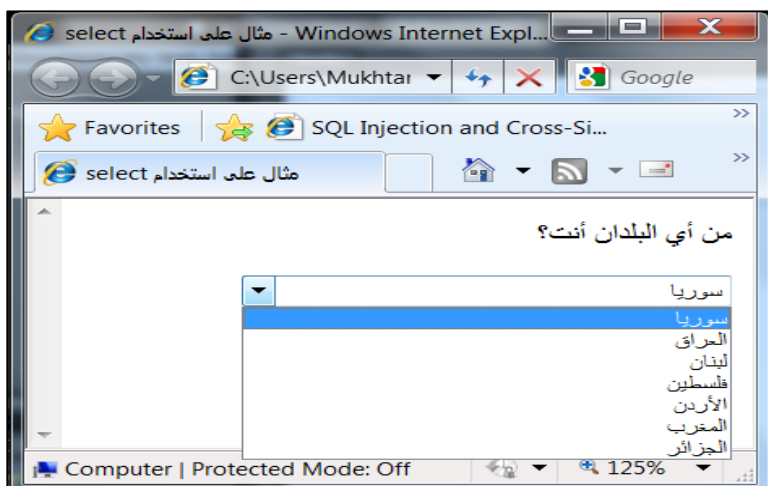 مثال على استخدام select - Windows Internet Expl...
C:\Users\Mukhtar
Google
Favorites
SQL Injection and Cross-Si...
مثال على استخدام select
من أي البلدان أنت؟
سوريا
سوريا
العراق
لبنان
فلسطين
الأردن
المغرب
الجزائر
Computer | Protected Mode: Off
125%